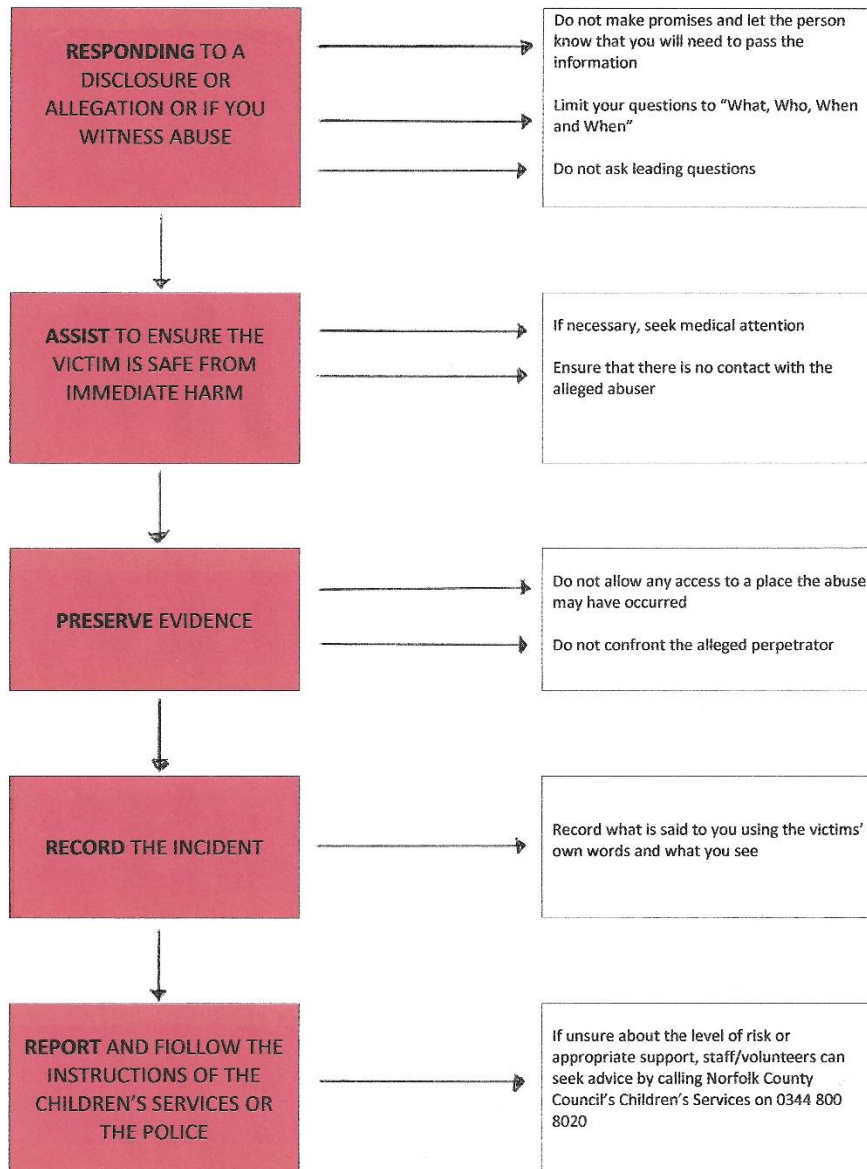 RESPONDING TO A
DISCLOSURE OR
ALLEGATION OR IF YOU
WITNESS ABUSE
Do not make promises and let the person
know that you will need to pass the
information
Limit your questions to "What, Who, When
and When"
Do not ask leading questions
ASSIST TO ENSURE THE
VICTIM IS SAFE FROM
IMMEDIATE HARM
If necessary, seek medical attention
Ensure that there is no contact with the
alleged abuser
PRESERVE EVIDENCE
Do not allow any access to a place the abuse
may have occurred
Do not confront the alleged perpetrator
RECORD THE INCIDENT
Record what is said to you using the victims'
own words and what you see
REPORT AND FIOLLOW THE
INSTRUCTIONS OF THE
CHILDREN'S SERVICES OR
THE POLICE
If unsure about the level of risk or
appropriate support, staff/volunteers can
seek advice by calling Norfolk County
Council's Children's Services on 0344 800
8020